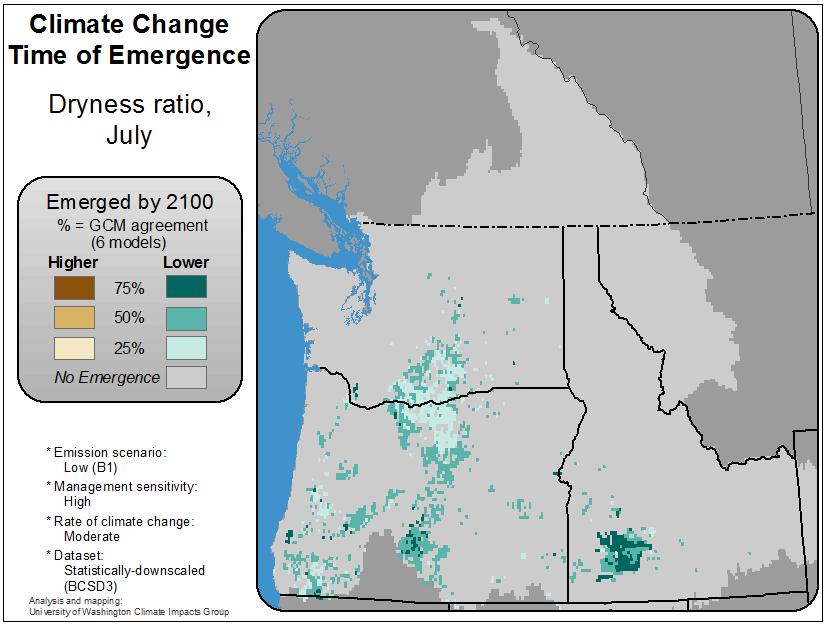 Climate Change
Time of Emergence
Dryness ratio,
July
Emerged by 2100
% = GCM agreement
(6 models)
Higher Lower
75%
50%
25%
No Emergence
* Emission scenario:
Low (B1)
* Management sensitivity:
High
* Rate of climate change:
Moderate
* Dataset:
Statistically-downscaled
(BCSD3)
Analysis and mapping:
University of Washington Climate Impacts Group